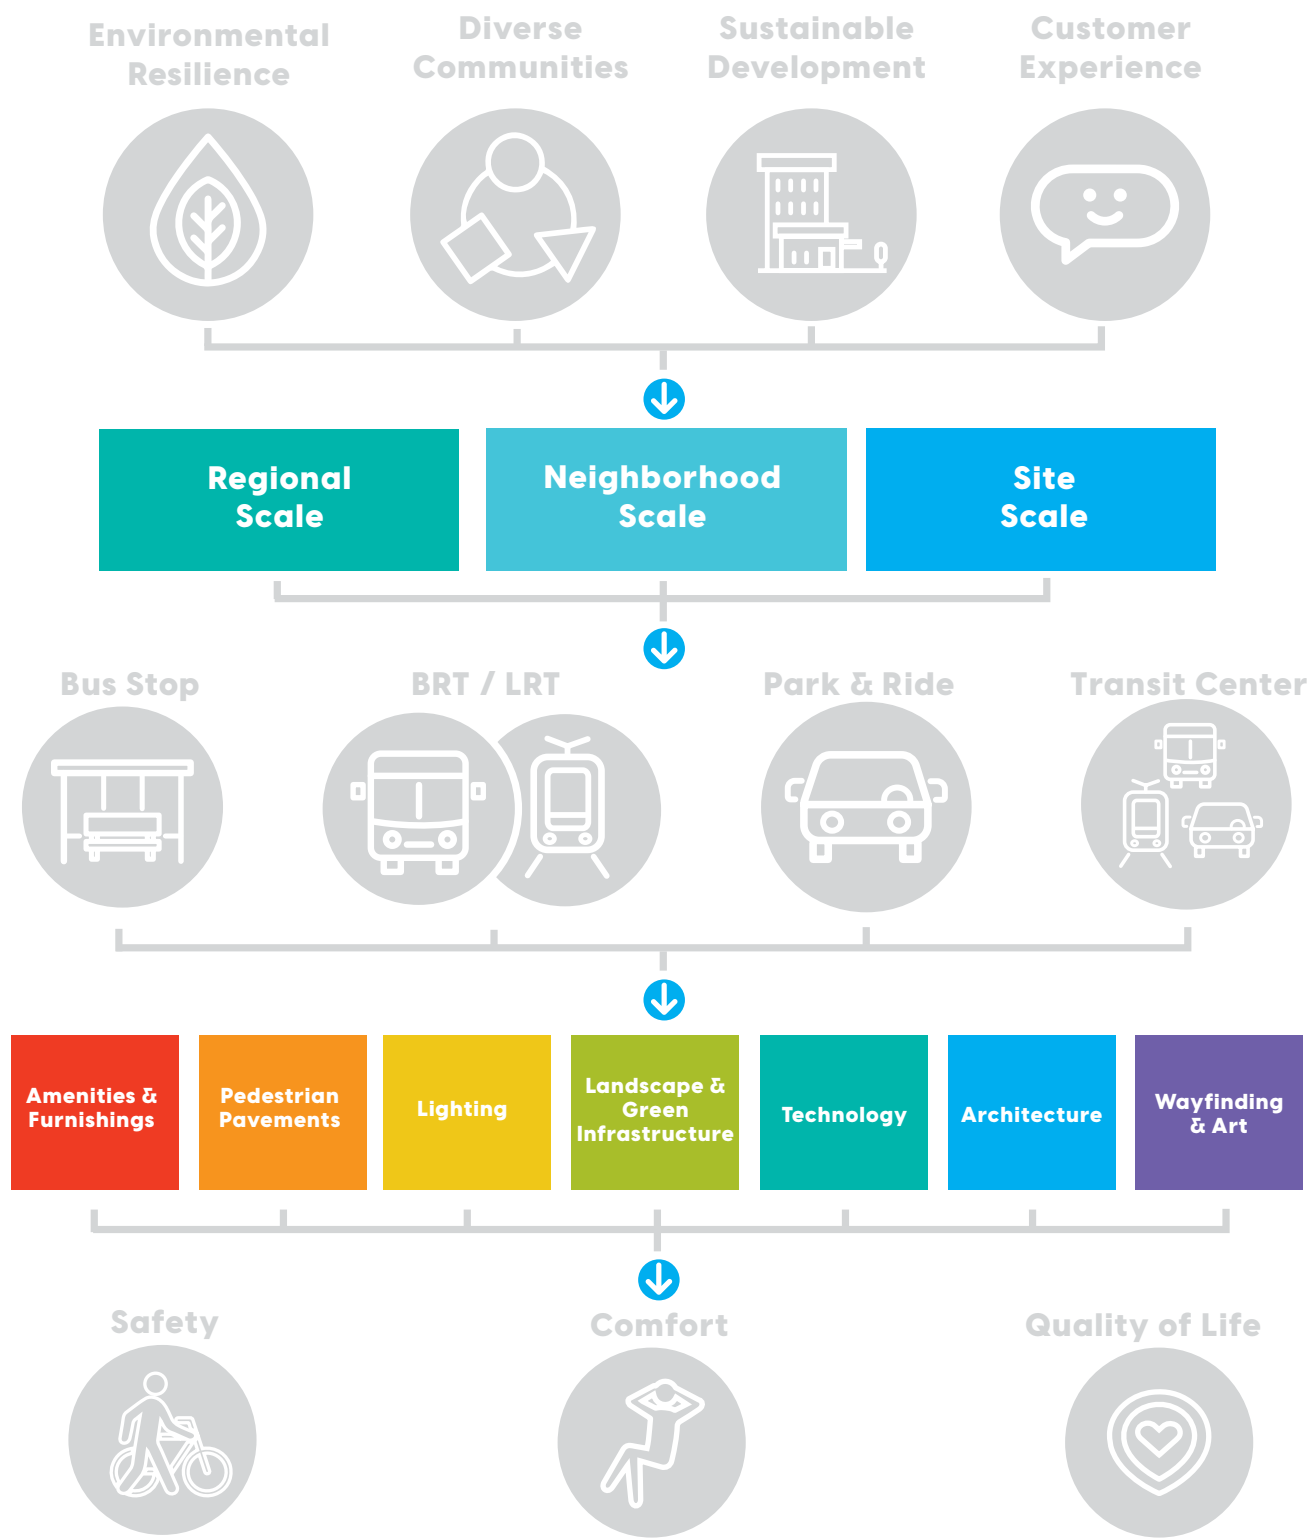 Environmental
Resilience
Diverse
Communities
Sustainable
Development
Customer
Experience
Regional
Scale
Neighborhood
Scale
Site
Scale
Bus Stop
BRT / LRT
Park & Ride
Transit Center
Amenities &
Furnishings
Pedestrian
Pavements
Lighting
Landscape &
Green
Infrastructure
Technology
Architecture
Wayfinding
& Art
Safety
Comfort
Quality of Life